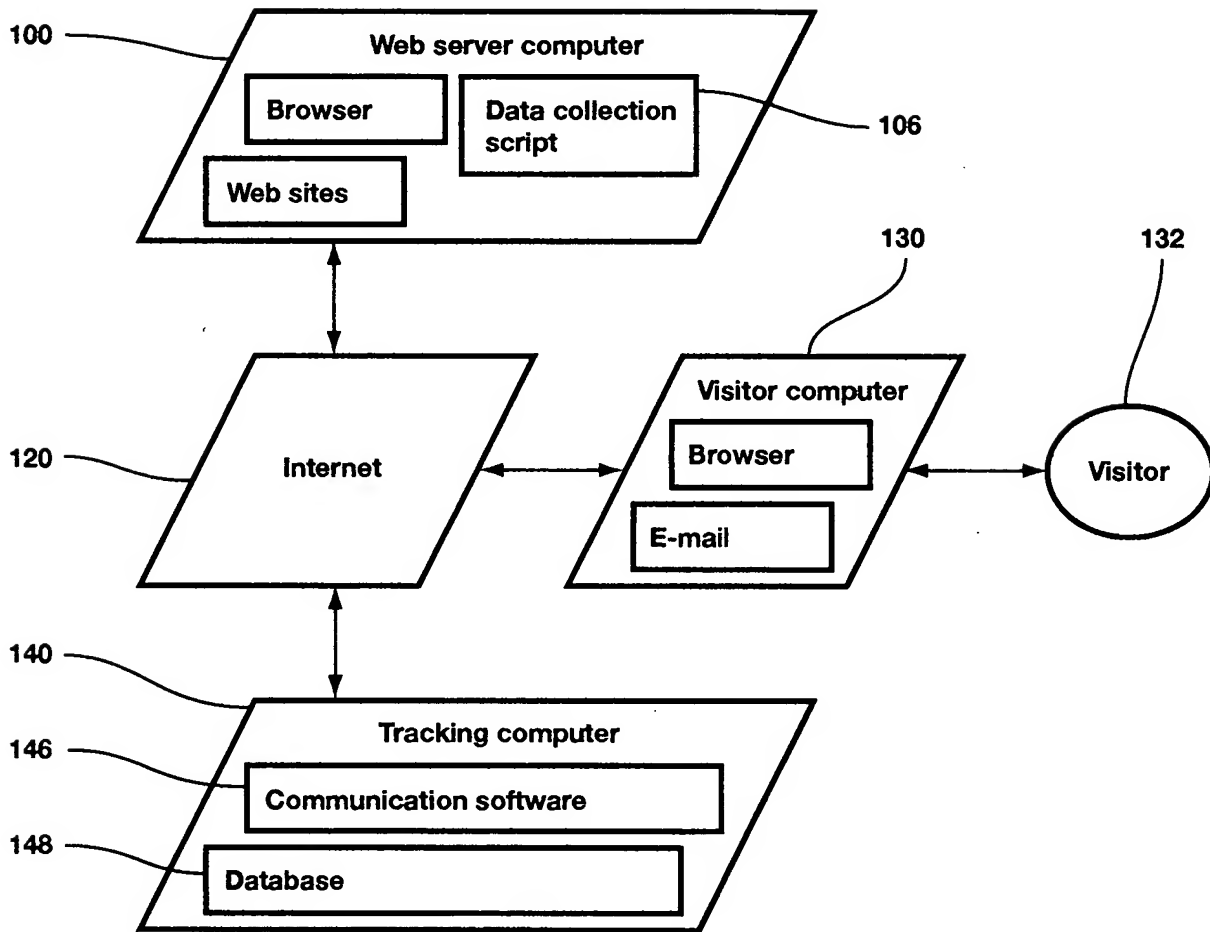 100
Web server computer
Browser
Data collection
script
106
Web sites
130
132
Visitor computer
120
Internet
Browser
Visitor
E-mail
140
Tracking computer
146
Communication software
148
Database